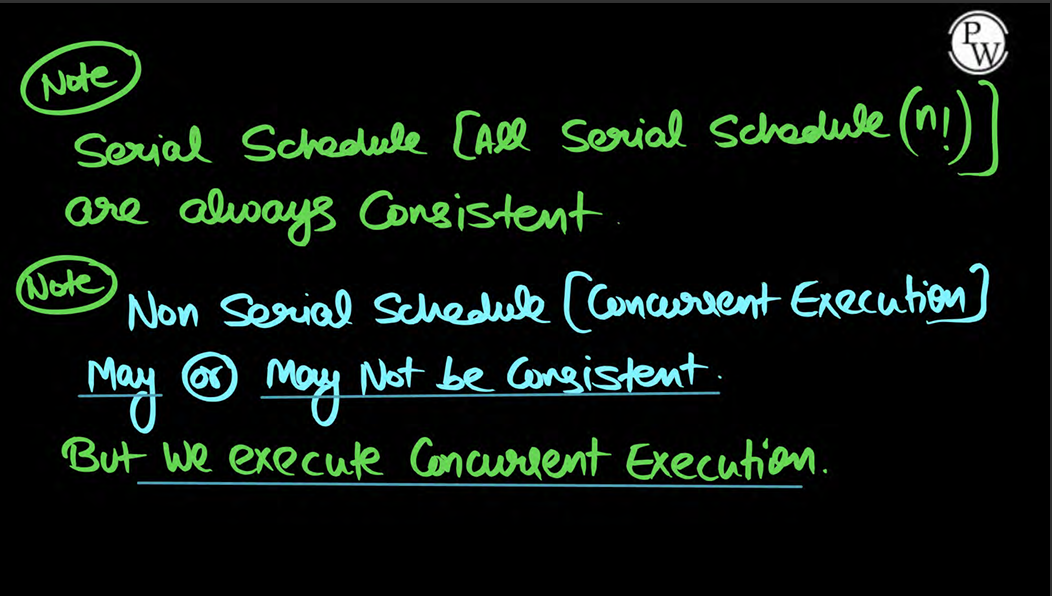 PW
Note
Serial Schedule [All Serial Schedule (n!)]
are always Consistent.
Note
Non Serial Schedule [Concurrent Execution]
May or May Not be Consistent.
But We execute Concurrent Execution.